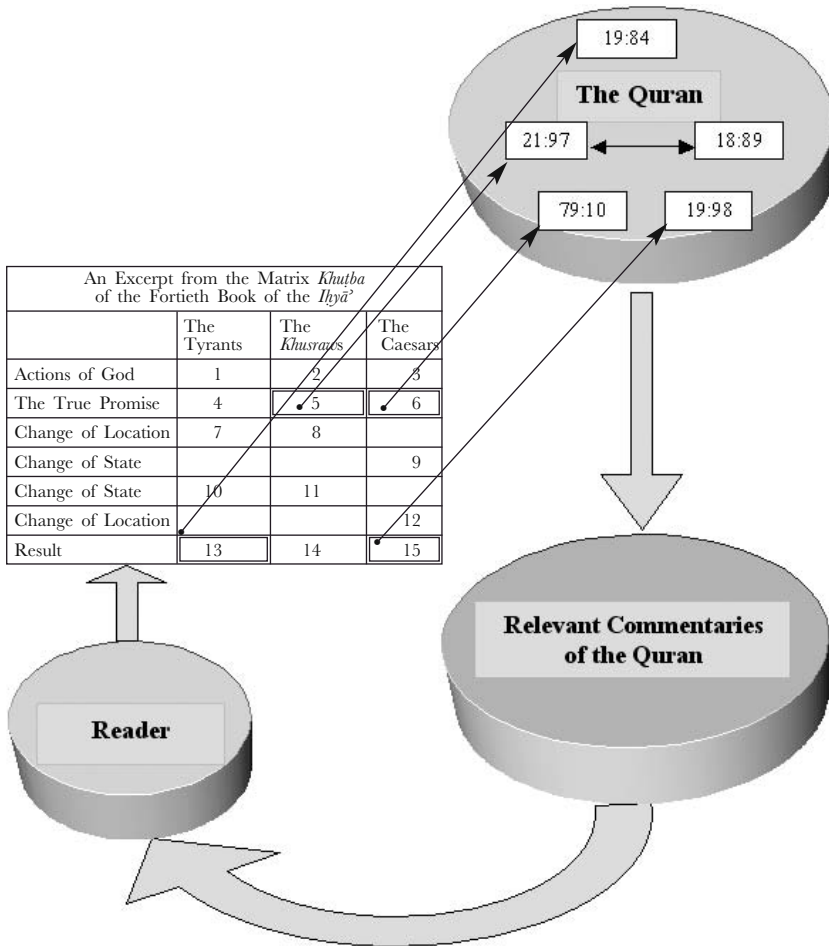 19:84
The Quran
21:97 18:89
79:10 19:98
An Excerpt from the Matrix Khuṭba
of the Fortieth Book of the Iḥyāʾ
The Tyrants The Khusraws The Caesars
Actions of God 1 2 3
The True Promise 4 5 6
Change of Location 7 8
Change of State 9
Change of State 10 11
Change of Location 12
Result 13 14 15
Relevant Commentaries
of the Quran
Reader